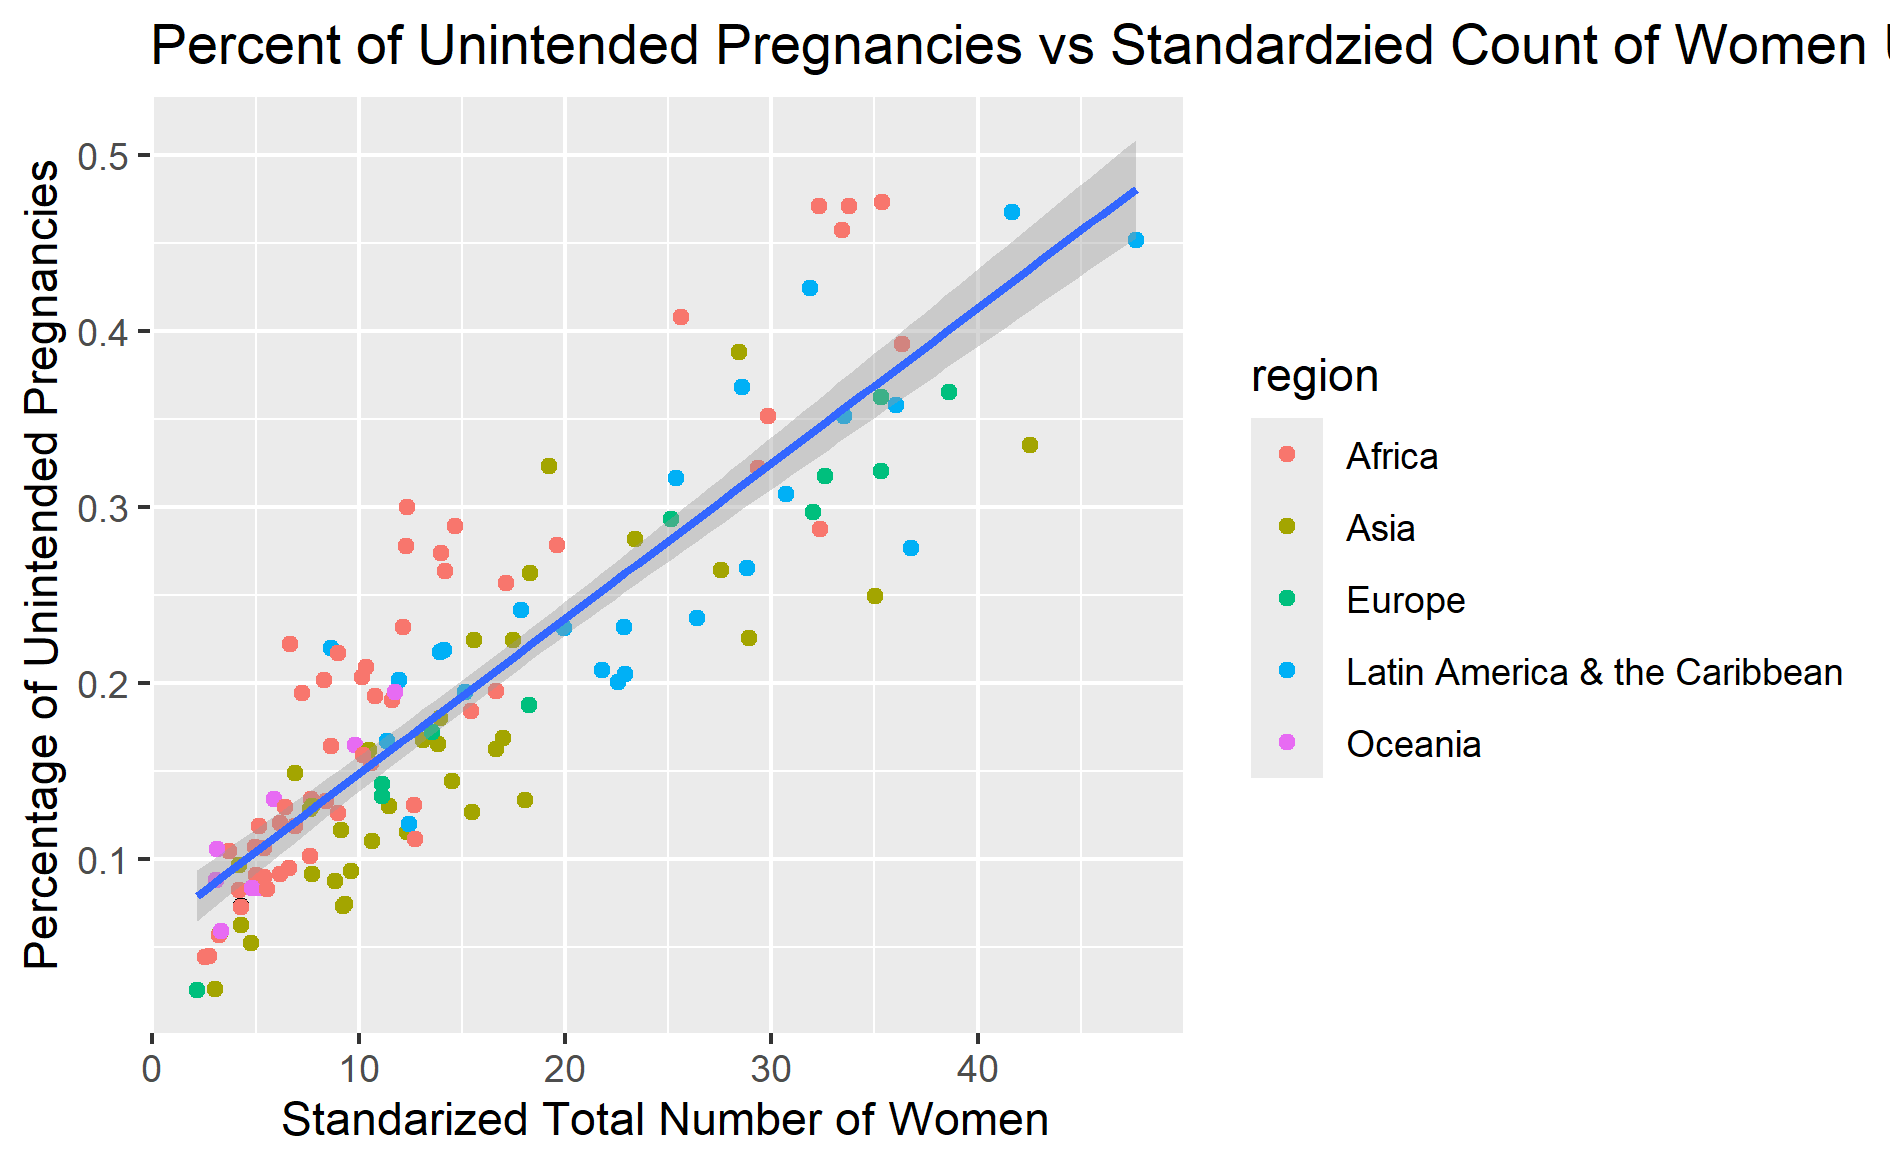 Percent of Unintended Pregnancies vs Standardzied Count of Women
Percentage of Unintended Pregnancies
0.5
0.4
0.3
0.2
0.1
0
10
20
30
40
Standarized Total Number of Women
region
Africa
Asia
Europe
Latin America & the Caribbean
Oceania